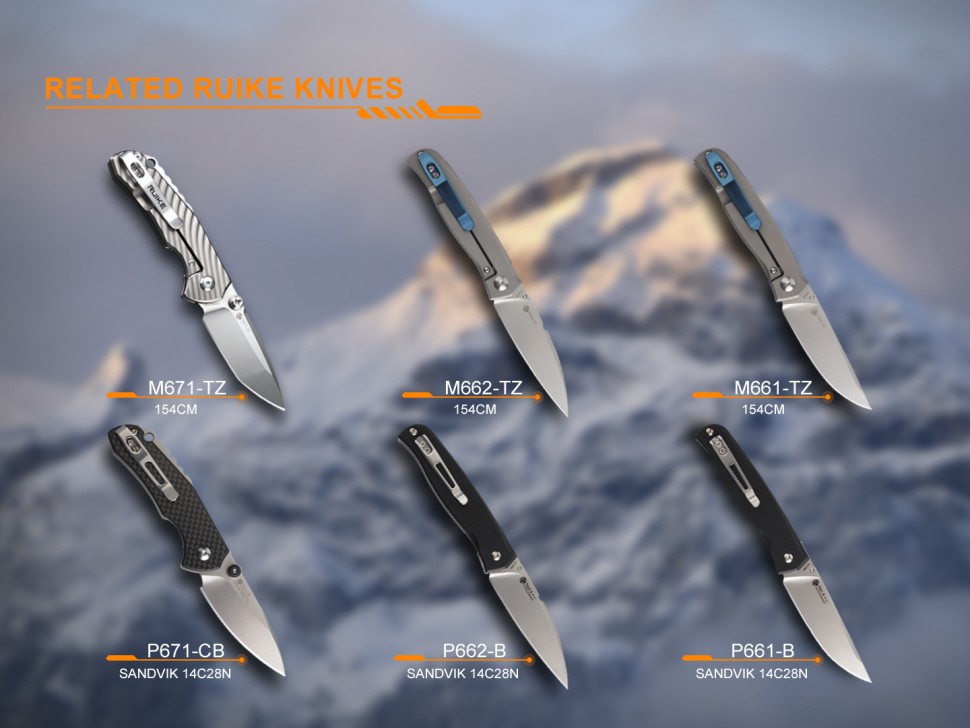 RELATED RUIKE KNIVES
RUIKE
M671-TZ
154CM
M662-TZ
154CM
M661-TZ
154CM
P671-CB
SANDVIK 14C28N
P662-B
SANDVIK 14C28N
P661-B
SANDVIK 14C28N